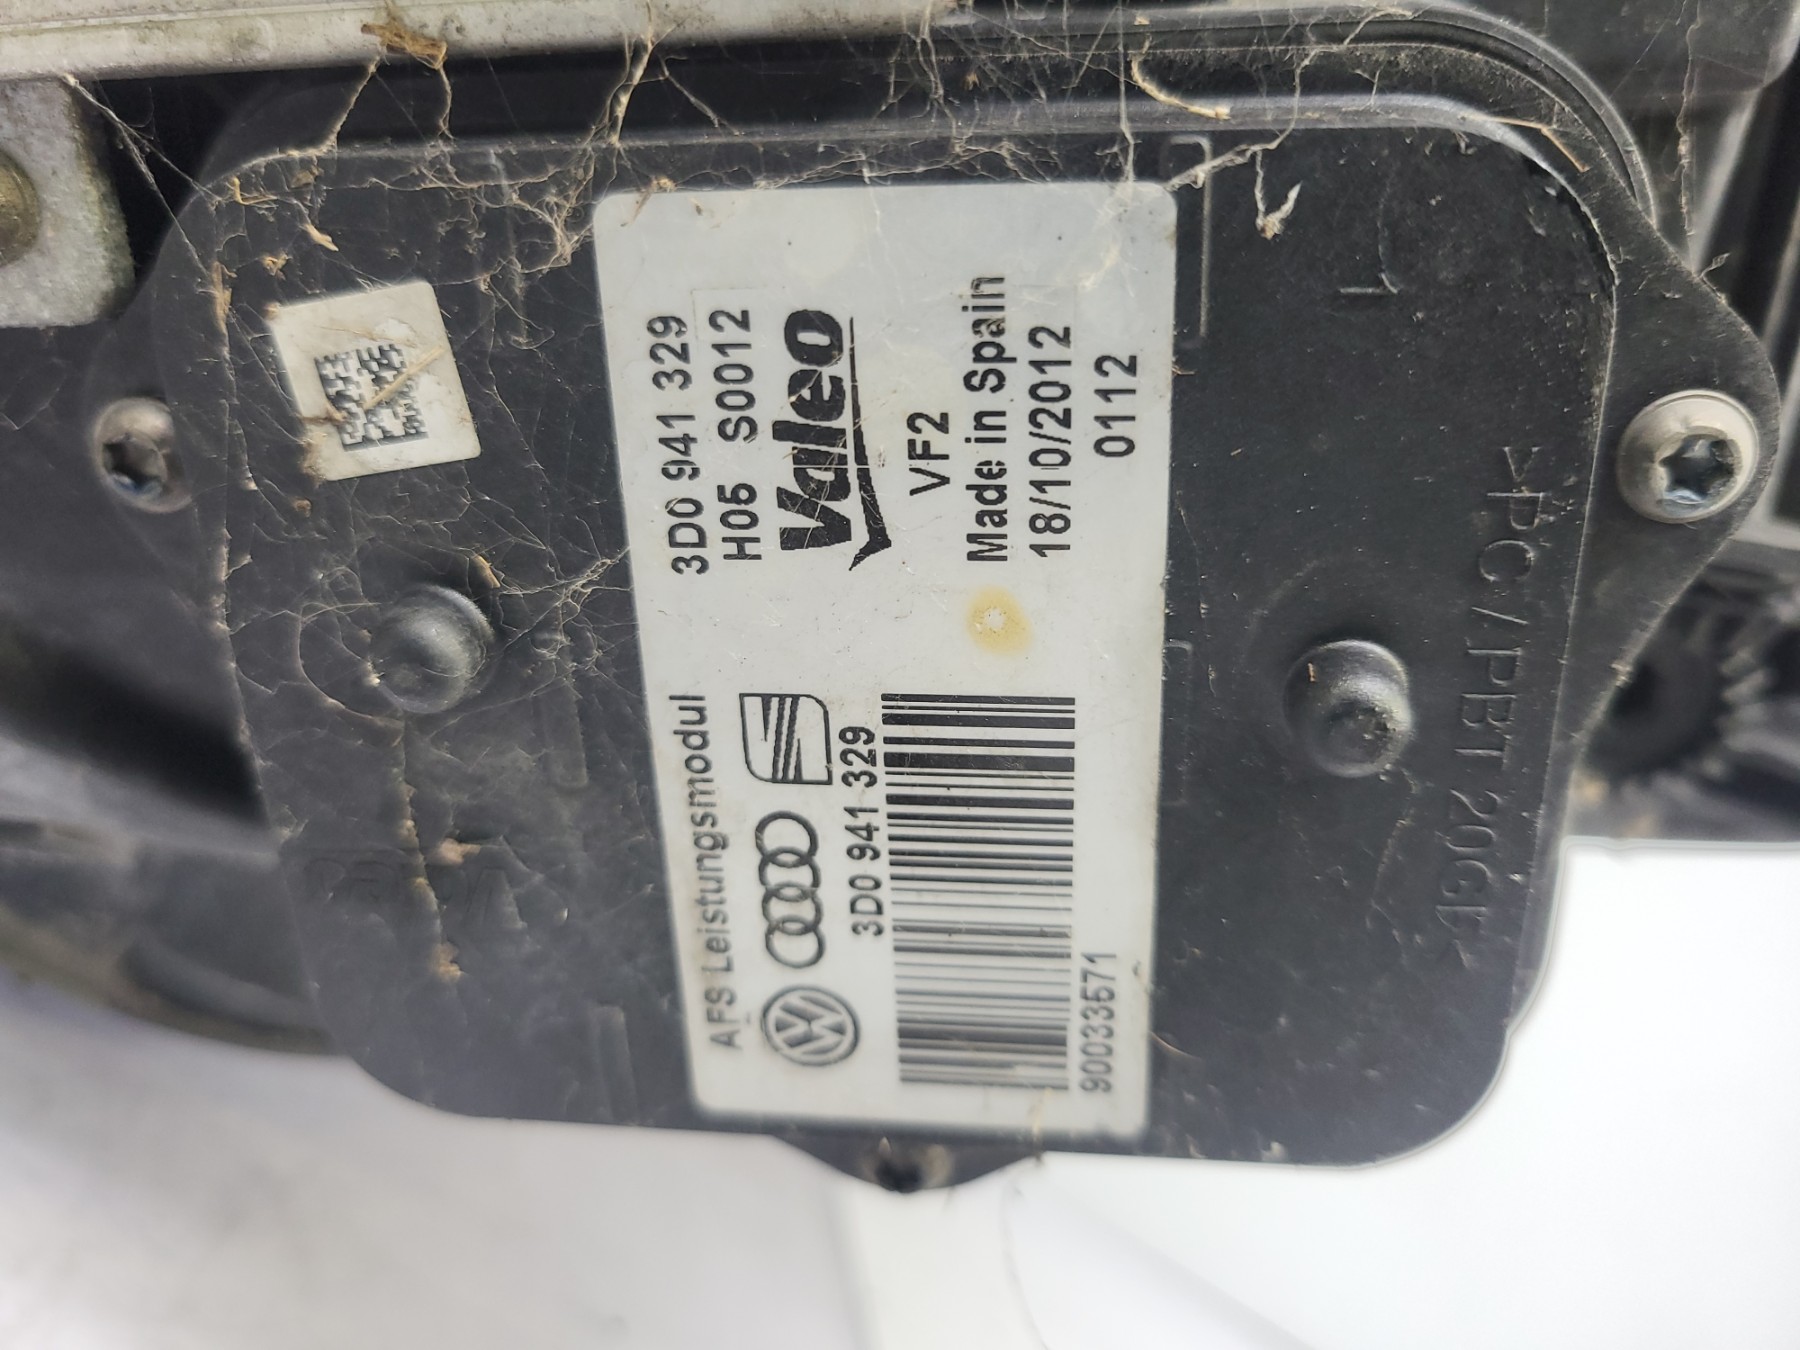 3D0 941 329
H05 S0012
Valeo
VF2
Made in Spain
18/10/2012
0112
AFS Leistungsmodul
3D0 941 329
90033571
>PC/PBT 20GF<